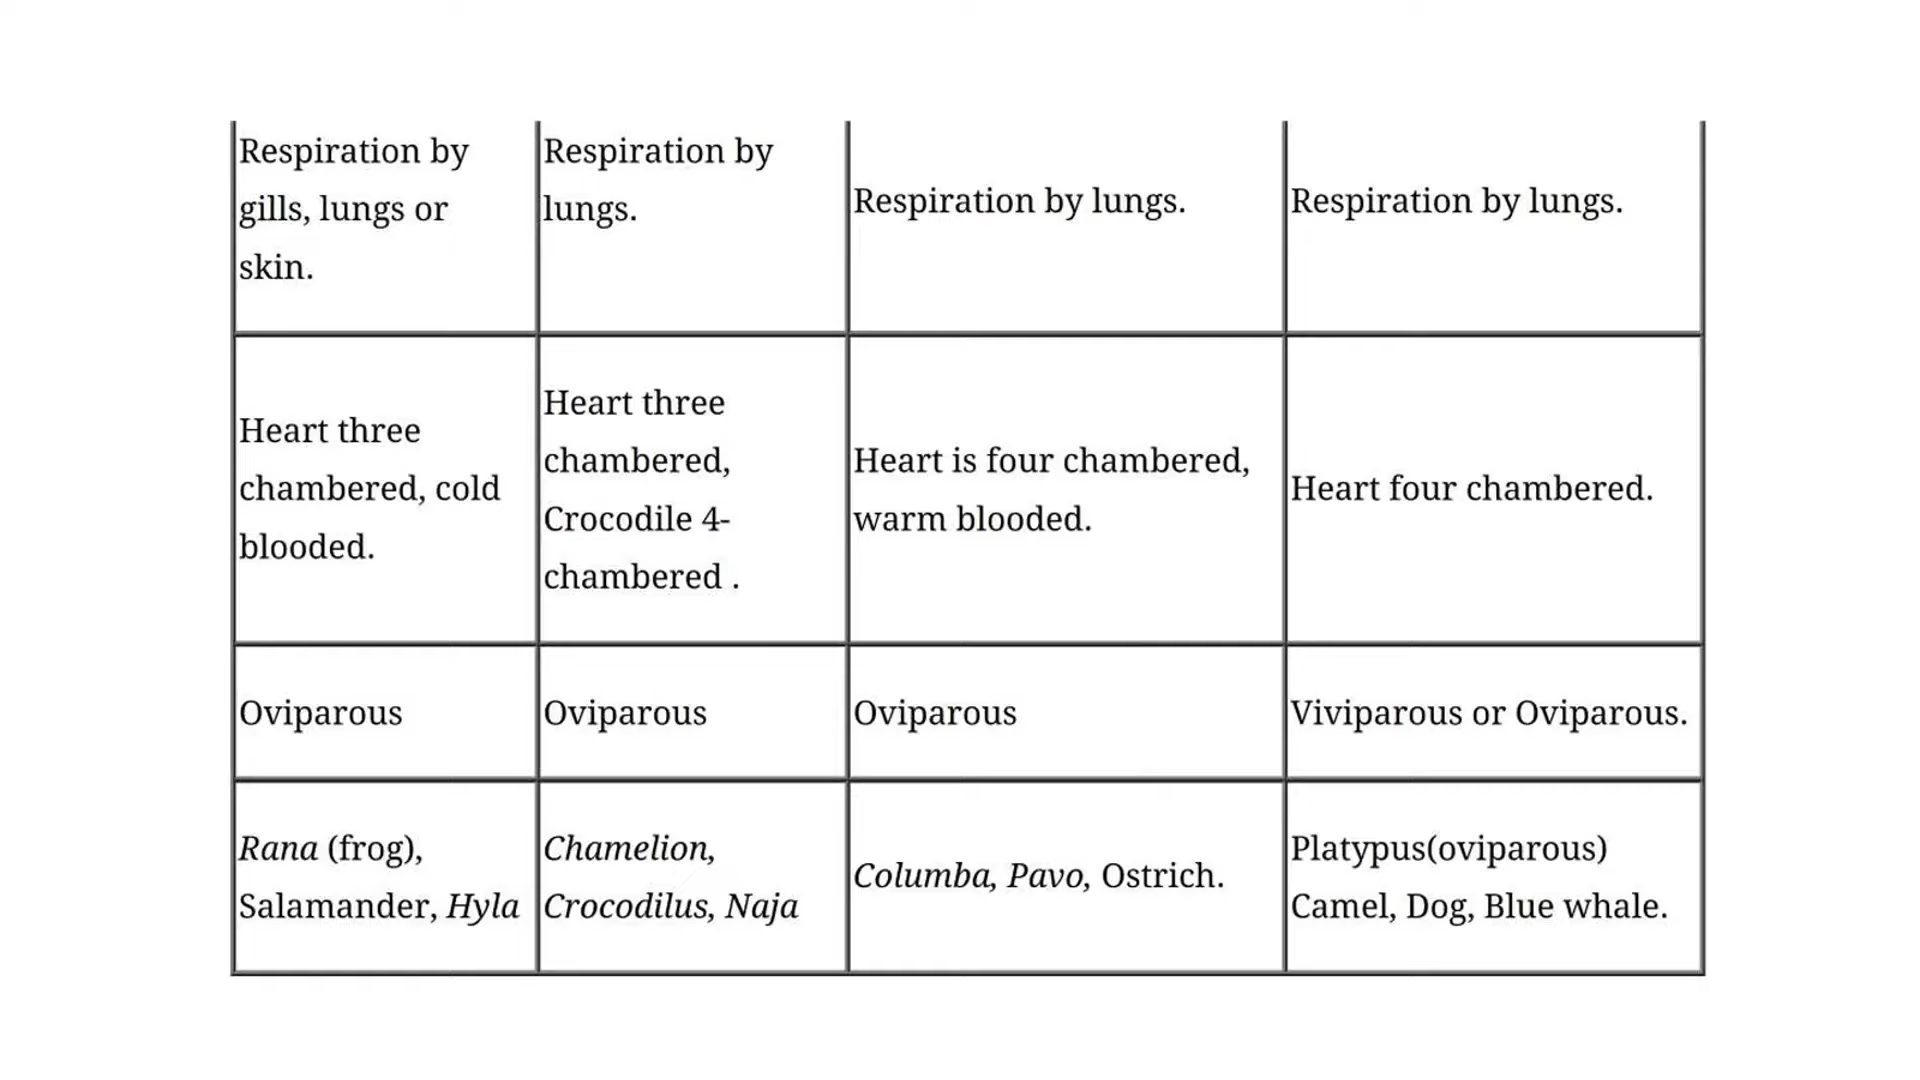 Respiration by
gills, lungs or
skin.
Respiration by
lungs.
Respiration by lungs.
Respiration by lungs.
Heart three
chambered, cold
blooded.
Heart three
chambered,
Crocodile 4-
chambered .
Heart is four chambered,
warm blooded.
Heart four chambered.
Oviparous
Oviparous
Oviparous
Viviparous or Oviparous.
Rana (frog),
Salamander, Hyla
Chamelion,
Crocodilus, Naja
Columba, Pavo, Ostrich.
Platypus(oviparous)
Camel, Dog, Blue whale.